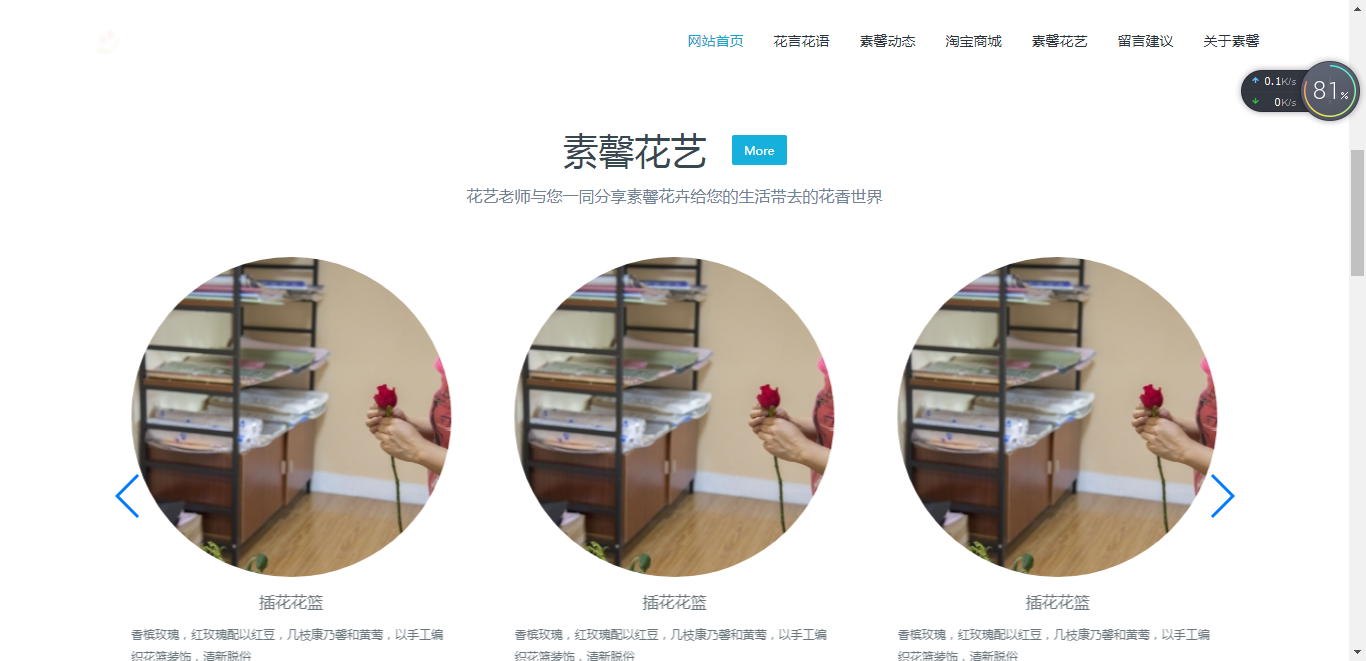 网站首页 花言花语 素馨动态 淘宝商城 素馨花艺 留言建议 关于素馨
0.1K/s
0K/s
81%
素馨花艺 More
花艺老师与您一同分享素馨花卉给您的生活带去的花香世界
插花花篮 插花花篮 插花花篮
香槟玫瑰，红玫瑰配以红豆，几枝康乃馨和黄莺，以手工编 香槟玫瑰，红玫瑰配以红豆，几枝康乃馨和黄莺，以手工编 香槟玫瑰，红玫瑰配以红豆，几枝康乃馨和黄莺，以手工编
织花篮装饰，清新脱俗 织花篮装饰，清新脱俗 织花篮装饰，清新脱俗